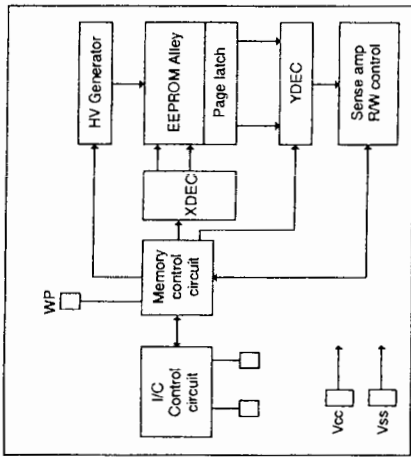 HV Generator
EEPROM Alley
Page latch
YDEC
Sense amp
R/W control
XDEC
WP
Memory
control
circuit
I/C
Control
circuit
Vcc
Vss